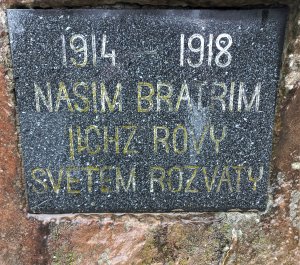 1914 - 1918
NAŠIM BRATRIM
JICHŽ ROVY
SVĚTEM ROZVÁTY